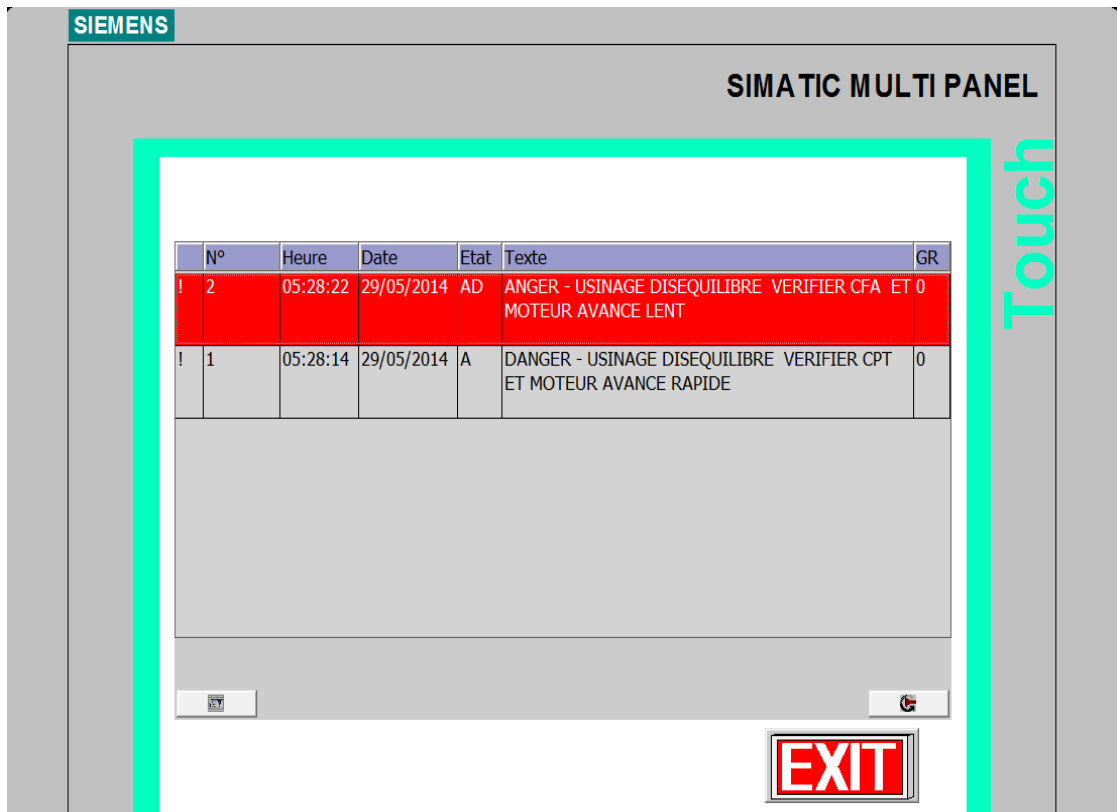 SIEMENS
SIMATIC MULTI PANEL
Touch
N° Heure Date Etat Texte GR
! 2 05:28:22 29/05/2014 AD ANGER - USINAGE DISEQUILIBRE VERIFIER CFA ET 0
MOTEUR AVANCE LENT
! 1 05:28:14 29/05/2014 A DANGER - USINAGE DISEQUILIBRE VERIFIER CPT 0
ET MOTEUR AVANCE RAPIDE
EXIT